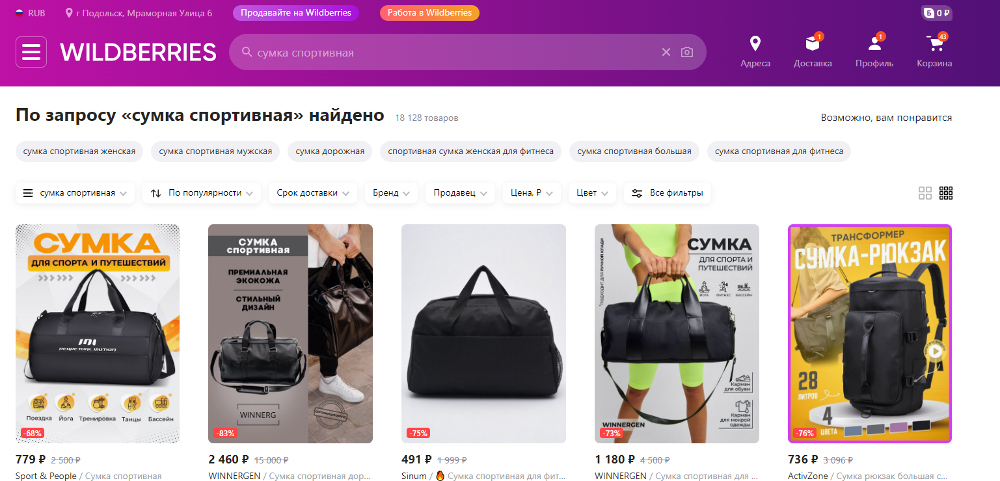 RUB
г Подольск, Мраморная Улица 6
Продавайте на Wildberries
Работа в Wildberries
Б 0 ₽
WILDBERRIES
сумка спортивная
Адреса
1
Доставка
1
Профиль
43
Корзина
По запросу «сумка спортивная» найдено 18 128 товаров
Возможно, вам понравится
сумка спортивная женская
сумка спортивная мужская
сумка дорожная
спортивная сумка женская для фитнеса
сумка спортивная большая
сумка спортивная для фитнеса
сумка спортивная
По популярности
Срок доставки
Бренд
Продавец
Цена, ₽
Цвет
Все фильтры
СУМКА
ДЛЯ СПОРТА И ПУТЕШЕСТВИЙ
PERPETUAL MOTION
Поездка Йога Тренировка Танцы Бассейн
-68%
779 ₽ 2 500 ₽
Sport & People / Сумка спортивная
СУМКА
спортивная
ПРЕМИАЛЬНАЯ
ЭКОКОЖА
СТИЛЬНЫЙ
ДИЗАЙН
WINNERG
СЕРТИФИЦИРОВАНО
-83%
2 460 ₽ 15 000 ₽
WINNERGEN / Сумка спортивная дор...
-75%
491 ₽ 1 999 ₽
Sinum / 🔥 Сумка спортивная для фит...
*ПОДХОДИТ ДЛЯ РУЧНОЙ КЛАДИ
СУМКА
ДЛЯ СПОРТА И
ПУТЕШЕСТВИЙ
ЙОГА ФИТНЕС БАССЕЙН
Карман
для обуви
Карман
для мокрой
одежды
WINNERGEN
-73%
1 180 ₽ 4 500 ₽
WINNERGEN / Сумка спортивная для ...
ТРАНСФОРМЕР
СУМКА-РЮКЗАК
Смотри видео
28
ЛИТРОВ
4
ЦВЕТА
-76%
736 ₽ 3 096 ₽
ActivZone / Сумка рюкзак большая с...